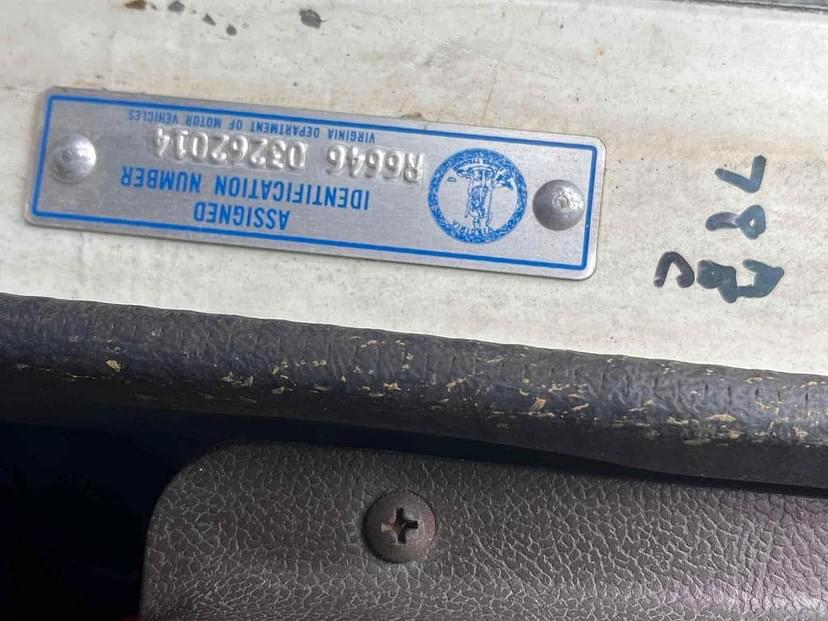 ASSIGNED
IDENTIFICATION NUMBER
R6646 03262014
VIRGINIA DEPARTMENT OF MOTOR VEHICLES